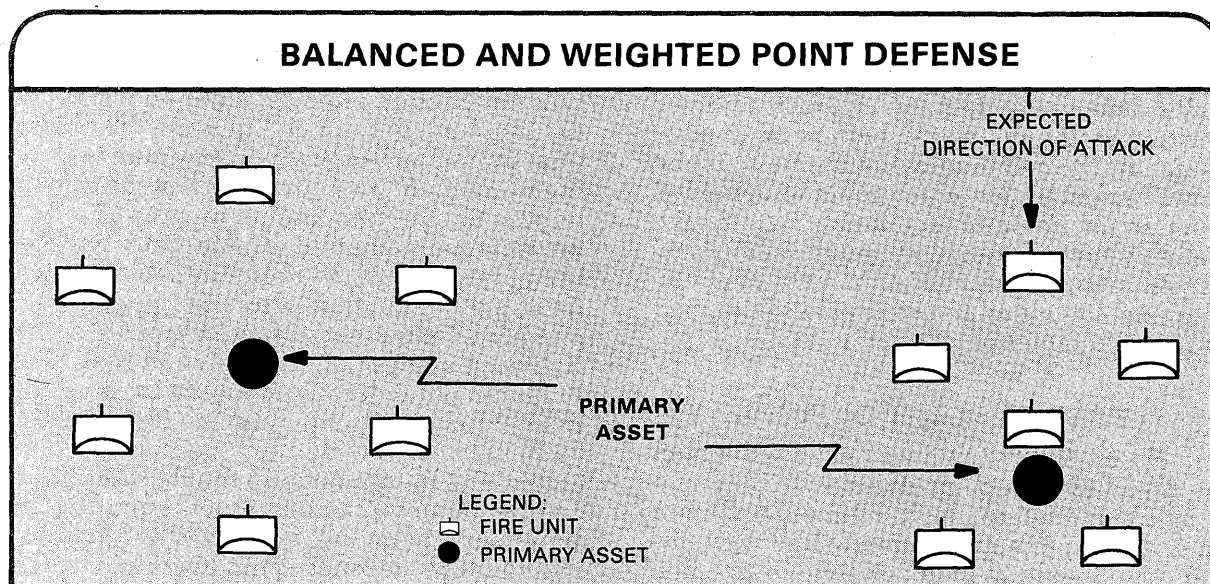 BALANCED AND WEIGHTED POINT DEFENSE
EXPECTED
DIRECTION OF ATTACK
PRIMARY
ASSET
LEGEND:
FIRE UNIT
PRIMARY ASSET